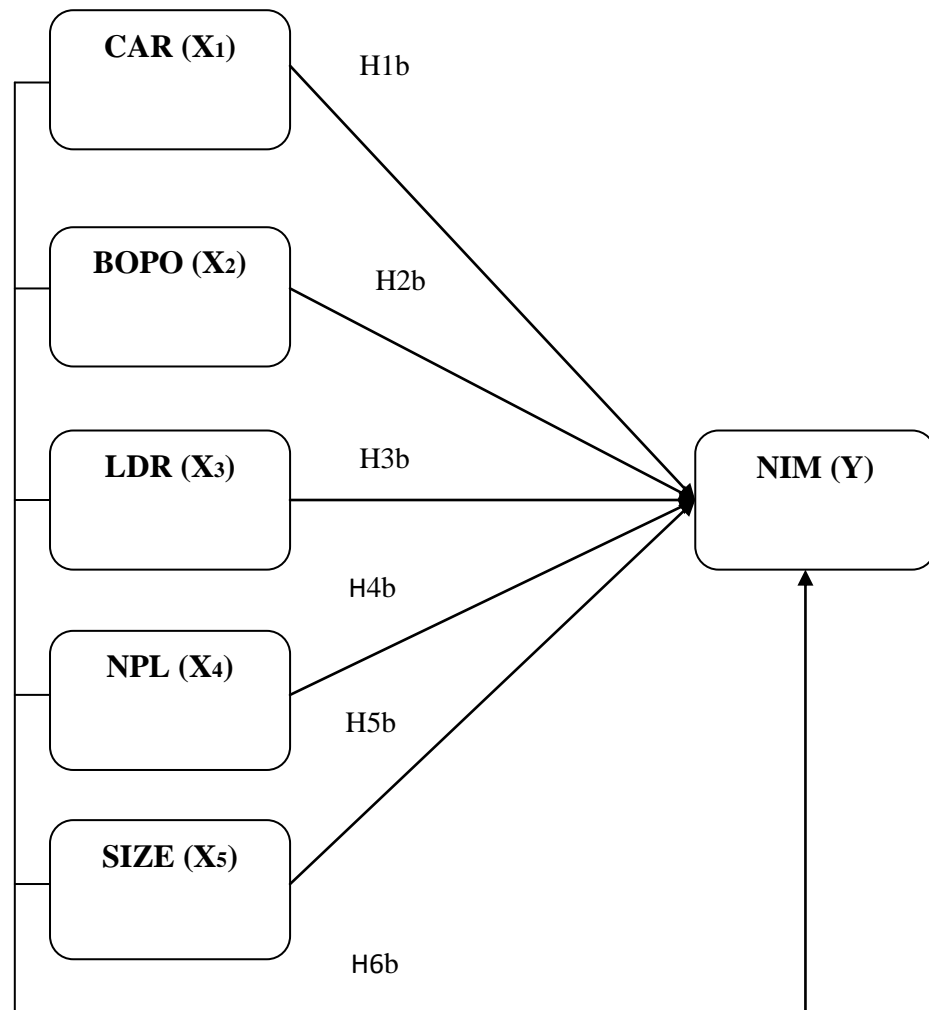 CAR (X1)
H1b
BOPO (X2)
H2b
LDR (X3)
H3b
NIM (Y)
H4b
NPL (X4)
H5b
SIZE (X5)
H6b